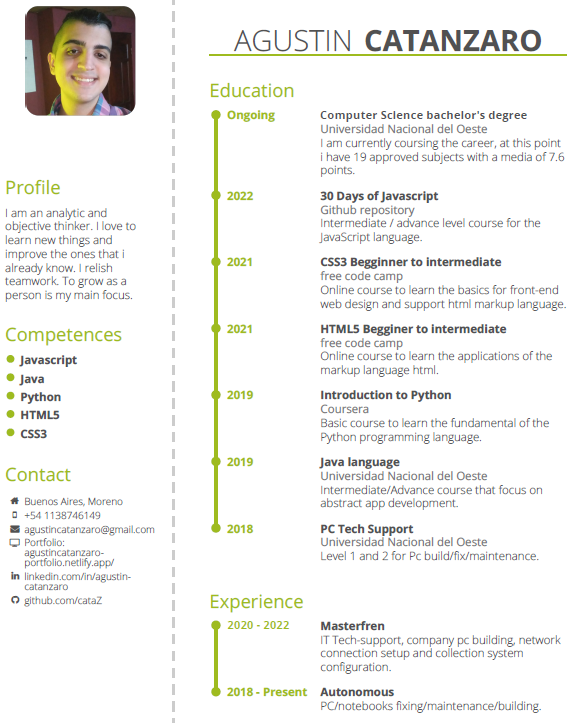 AGUSTIN CATANZARO
Profile
I am an analytic and
objective thinker. I love to
learn new things and
improve the ones that i
already know. I relish
teamwork. To grow as a
person is my main focus.
Competences
Javascript
Java
Python
HTML5
CSS3
Contact
Buenos Aires, Moreno
+54 1138746149
agustincatanzaro@gmail.com
Portfolio:
agustincatanzaro-
portfolio.netlify.app/
linkedin.com/in/agustin-
catanzaro
github.com/cataZ
Education
Ongoing
Computer Science bachelor's degree
Universidad Nacional del Oeste
I am currently coursing the career, at this point
i have 19 approved subjects with a media of 7.6
points.
2022
30 Days of Javascript
Github repository
Intermediate / advance level course for the
JavaScript language.
2021
CSS3 Begginner to intermediate
free code camp
Online course to learn the basics for front-end
web design and support html markup language.
2021
HTML5 Begginer to intermediate
free code camp
Online course to learn the applications of the
markup language html.
2019
Introduction to Python
Coursera
Basic course to learn the fundamental of the
Python programming language.
2019
Java language
Universidad Nacional del Oeste
Intermediate/Advance course that focus on
abstract app development.
2018
PC Tech Support
Universidad Nacional del Oeste
Level 1 and 2 for Pc build/fix/maintenance.
Experience
2020 - 2022
Masterfren
IT Tech-support, company pc building, network
connection setup and collection system
configuration.
2018 - Present
Autonomous
PC/notebooks fixing/maintenance/building.